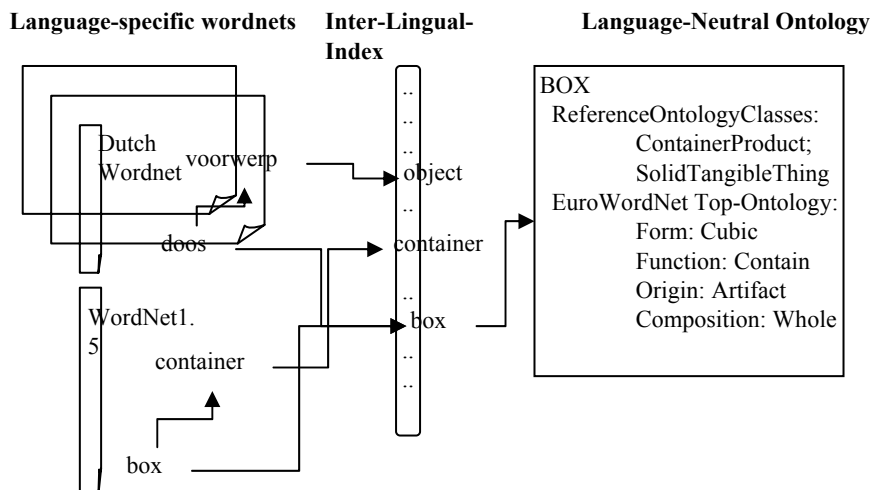 Language-specific wordnets
Inter-Lingual-
Index
Language-Neutral Ontology
Dutch
Wordnet
voorwerp
doos
WordNet1.
5
container
box
..
..
..
object
..
container
..
box
..
..
BOX
ReferenceOntologyClasses:
ContainerProduct;
SolidTangibleThing
EuroWordNet Top-Ontology:
Form: Cubic
Function: Contain
Origin: Artifact
Composition: Whole